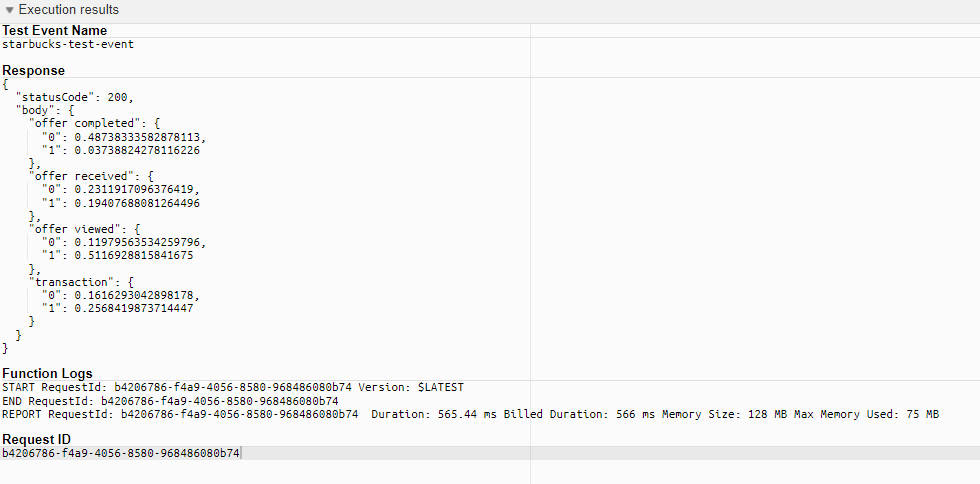 Execution results
Test Event Name
starbucks-test-event
Response
{
  "statusCode": 200,
  "body": {
    "offer completed": {
      "0": 0.48738333582878113,
      "1": 0.03738824278116226
    },
    "offer received": {
      "0": 0.2311917096376419,
      "1": 0.19407688081264496
    },
    "offer viewed": {
      "0": 0.11979563534259796,
      "1": 0.5116928815841675
    },
    "transaction": {
      "0": 0.1616293042898178,
      "1": 0.2568419873714447
    }
  }
}
Function Logs
START RequestId: b4206786-f4a9-4056-8580-968486080b74 Version: $LATEST
END RequestId: b4206786-f4a9-4056-8580-968486080b74
REPORT RequestId: b4206786-f4a9-4056-8580-968486080b74  Duration: 565.44 ms Billed Duration: 566 ms Memory Size: 128 MB Max Memory Used: 75 MB
Request ID
b4206786-f4a9-4056-8580-968486080b74